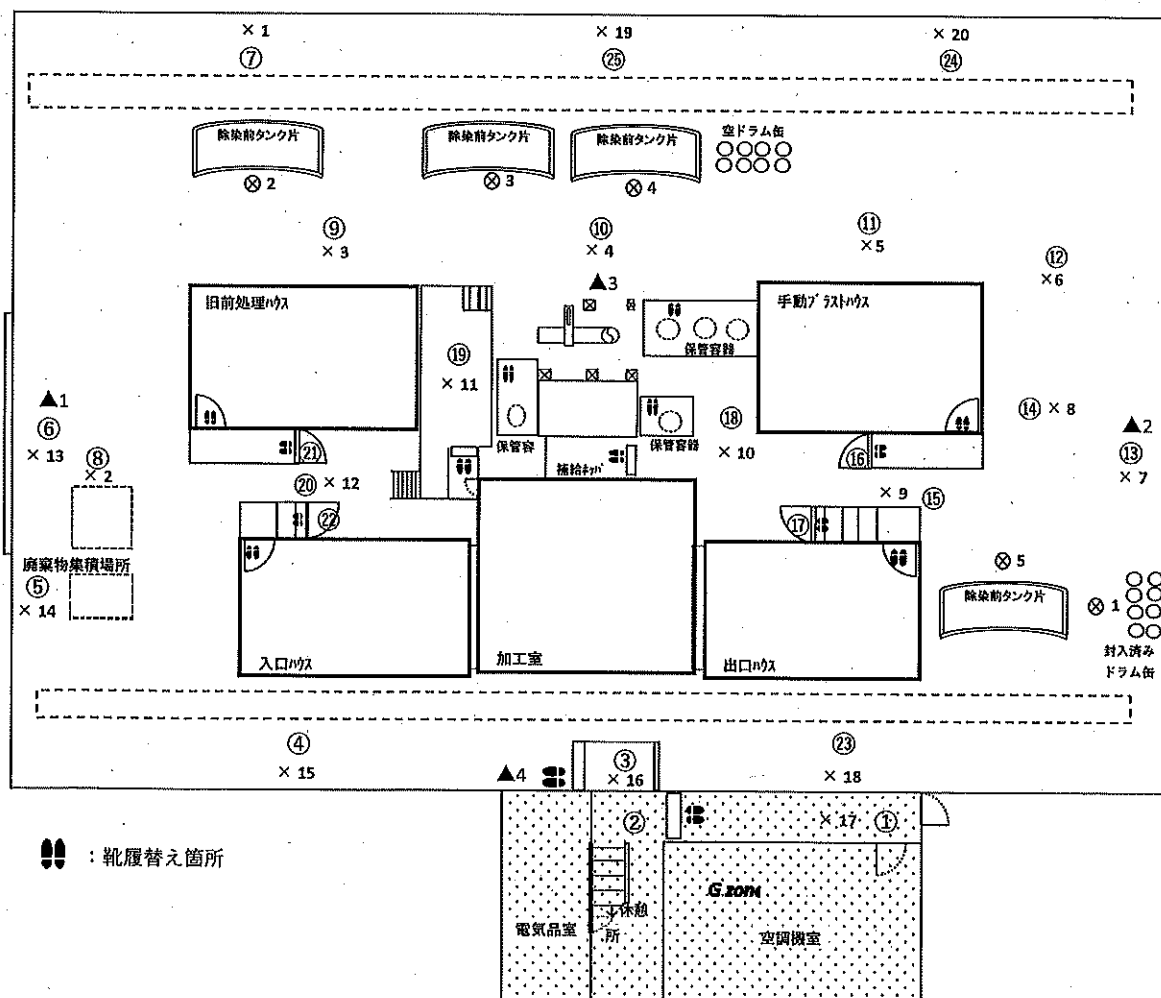 × 1
× 19
× 20
⑦
㉕
㉔
除染前タンク片
除染前タンク片
除染前タンク片
空ドラム缶
⊗ 2
⊗ 3
⊗ 4
⑨
× 3
⑩
× 4
⑪
× 5
⑫
×6
▲3
旧前処理ハウス
手動ブラストハウス
保管容器
⑲
× 11
▲1
⑥
× 13
⑧
× 2
⑱
× 10
⑭ × 8
▲2
⑬
× 7
保管容
保管容器
補給ホッパ
㉑
⑯
⑳ × 12
㉒
× 9 ⑮
⑰
廃棄物集積場所
⑤
× 14
⊗ 5
除染前タンク片
⊗ 1
封入済み
ドラム缶
入口ハウス
加工室
出口ハウス
④
× 15
▲4
③
× 16
㉓
× 18
②
×17 ①
：靴履替え箇所
G zone
休憩
所
電気品室
空調機室